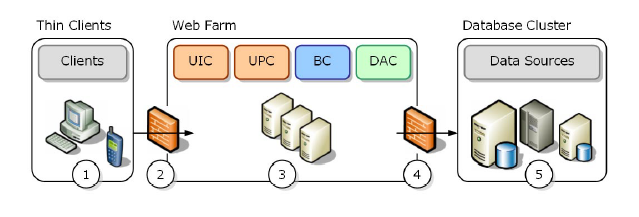 Thin Clients Web Farm Database Cluster
Clients UIC UPC BC DAC Data Sources
1 2 3 4 5